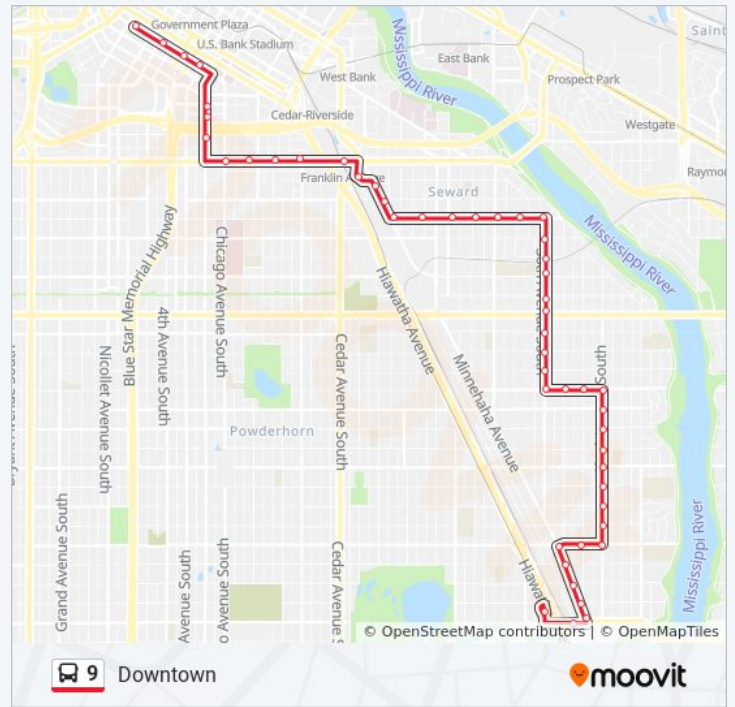 Government Plaza
U.S. Bank Stadium
East Bank
West Bank
Mississippi River
Prospect Park
Saint
Cedar-Riverside
Westgate
Raymo
Franklin A e
Seward
Mississippi River
Blue Star Memorial Highway
Chicago Avenue South
Hiawatha Avenue
4th Avenue South
Cedar Avenue South
Nicollet Avenue South
Minnehaha Avenue
South
Powderhorn
Grand Avenue South
Avenue South
o Avenue South
Cedar Avenue S
Hiawa
Mississippi River
© OpenStreetMap contributors | © OpenMapTiles
9 Downtown
moovit